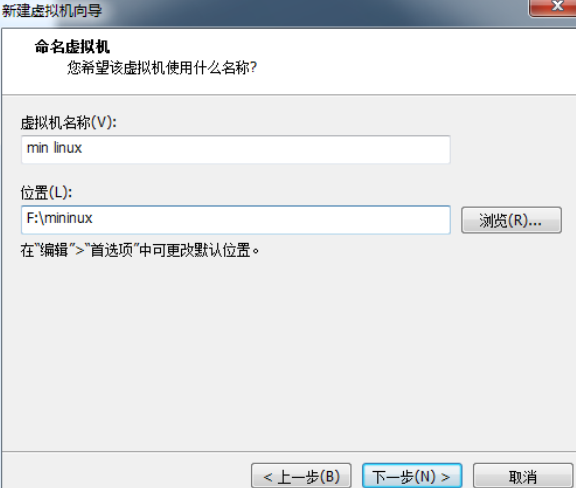 新建虚拟机向导
命名虚拟机
您希望该虚拟机使用什么名称?
虚拟机名称(V):
min linux
位置(L):
F:\mininux
浏览(R)...
在"编辑">"首选项"中可更改默认位置。
< 上一步(B)
下一步(N) >
取消